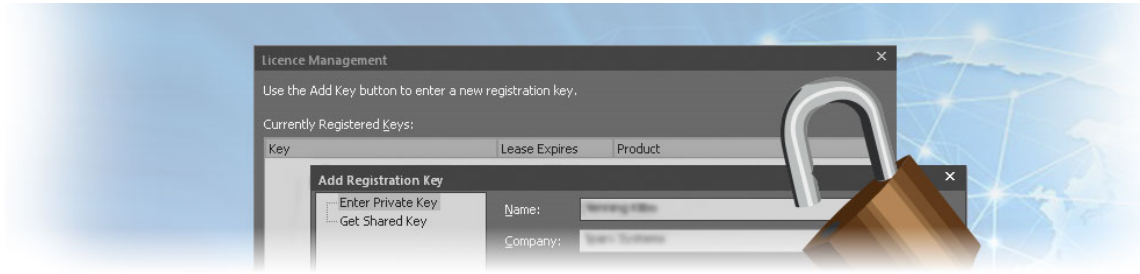 Licence Management
Use the Add Key button to enter a new registration key.
Currently Registered Keys:
Key Lease Expires Product
Add Registration Key
Enter Private Key
Get Shared Key
Name:
Company: